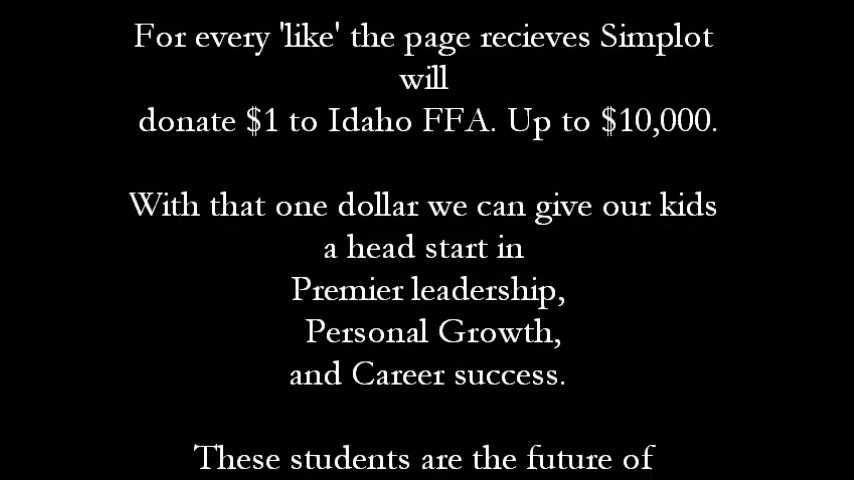 For every 'like' the page recieves Simplot
will
donate $1 to Idaho FFA. Up to $10,000.
With that one dollar we can give our kids
a head start in
Premier leadership,
Personal Growth,
and Career success.
These students are the future of